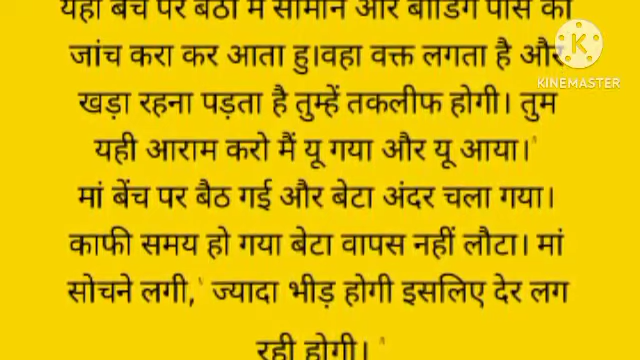 यहीं बेंच पर बैठो मैं सामान और बोर्डिंग पास की
जांच करा कर आता हु।वहा वक्त लगता है और
खड़ा रहना पड़ता है तुम्हें तकलीफ होगी। तुम
यही आराम करो मैं यू गया और यू आया।'
मां बेंच पर बैठ गई और बेटा अंदर चला गया।
काफी समय हो गया बेटा वापस नहीं लौटा। मां
सोचने लगी,' ज्यादा भीड़ होगी इसलिए देर लग
रही होगी। '
KINEMASTER